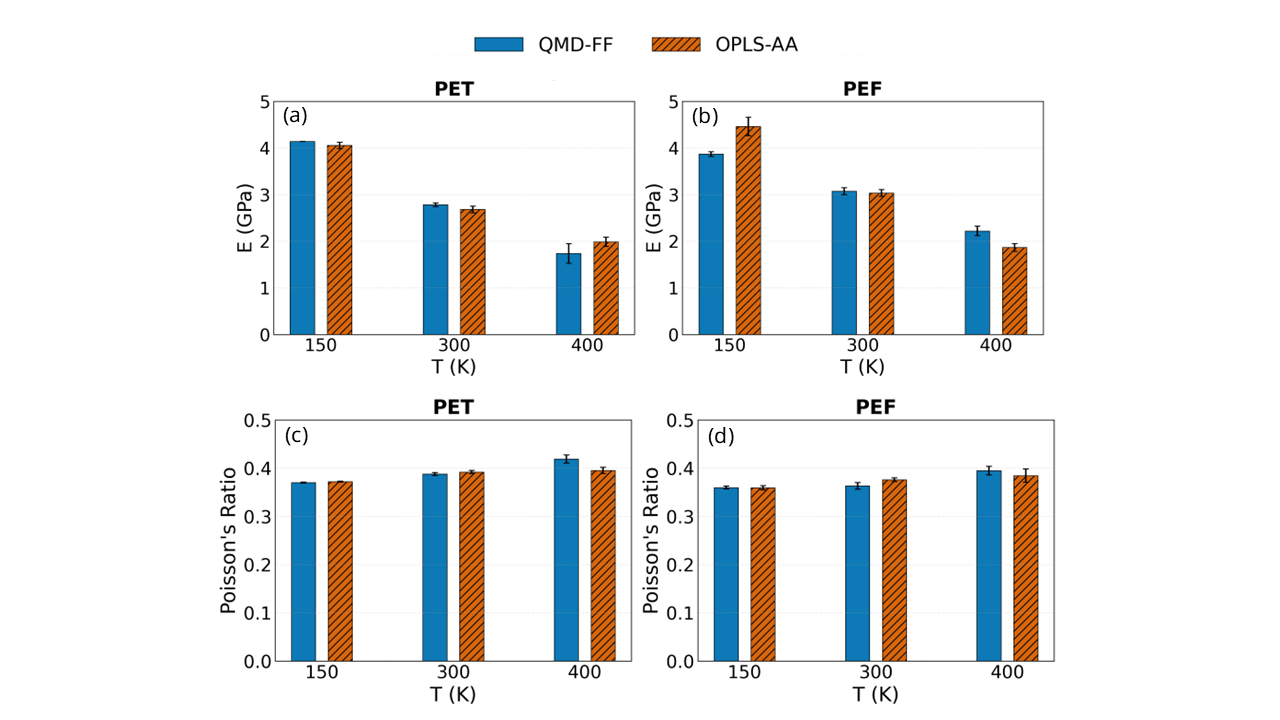 QMD-FF OPLS-AA
PET
(a)
5
4
3
2
1
0
E (GPa)
150 300 400
T (K)
PEF
(b)
5
4
3
2
1
0
E (GPa)
150 300 400
T (K)
PET
(c)
0.5
0.4
0.3
0.2
0.1
0.0
Poisson's Ratio
150 300 400
T (K)
PEF
(d)
0.5
0.4
0.3
0.2
0.1
0.0
Poisson's Ratio
150 300 400
T (K)